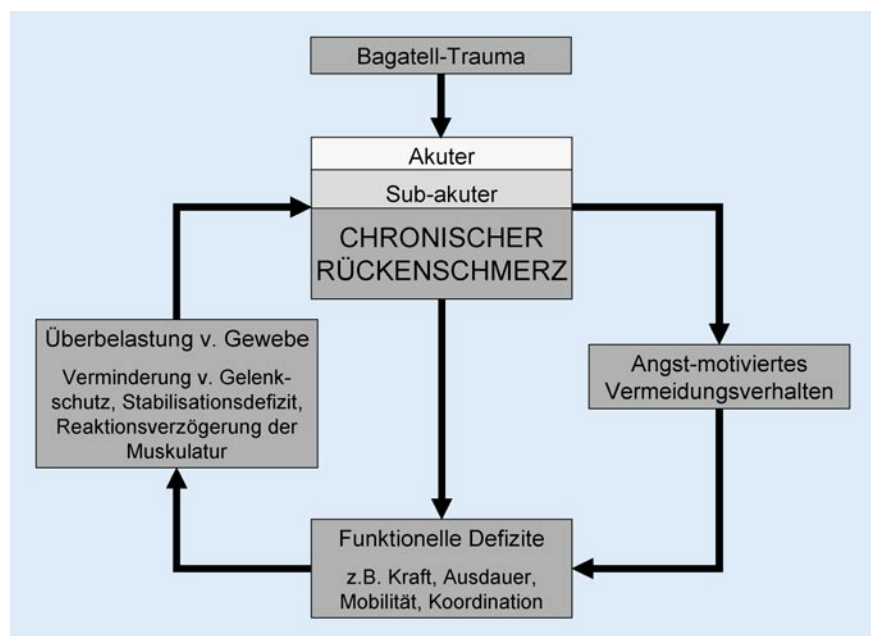 Bagatell-Trauma
Akuter
Sub-akuter
CHRONISCHER
RÜCKENSCHMERZ
Überbelastung v. Gewebe
Verminderung v. Gelenk-
schutz, Stabilisationsdefizit,
Reaktionsverzögerung der
Muskulatur
Angst-motiviertes
Vermeidungsverhalten
Funktionelle Defizite
z.B. Kraft, Ausdauer,
Mobilität, Koordination